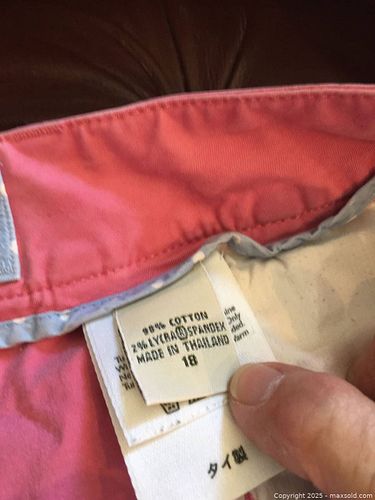 98% COTTON
2% LYCRA® SPANDEX
MADE IN THAILAND
18
タイ製
Copyright © 2025 - maxsold.com